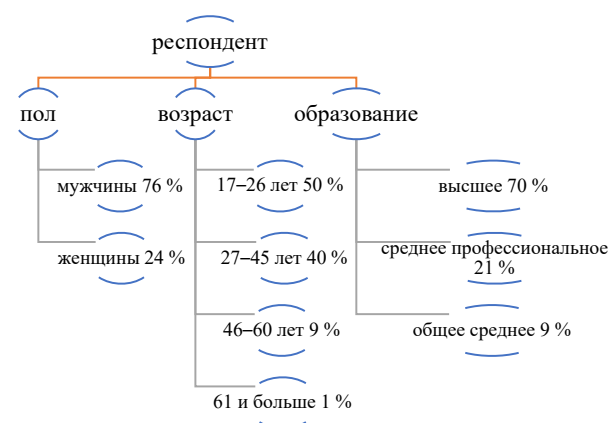 респондент
пол
возраст
образование
мужчины 76 %
17–26 лет 50 %
высшее 70 %
женщины 24 %
27–45 лет 40 %
среднее профессиональное
21 %
46–60 лет 9 %
общее среднее 9 %
61 и больше 1 %